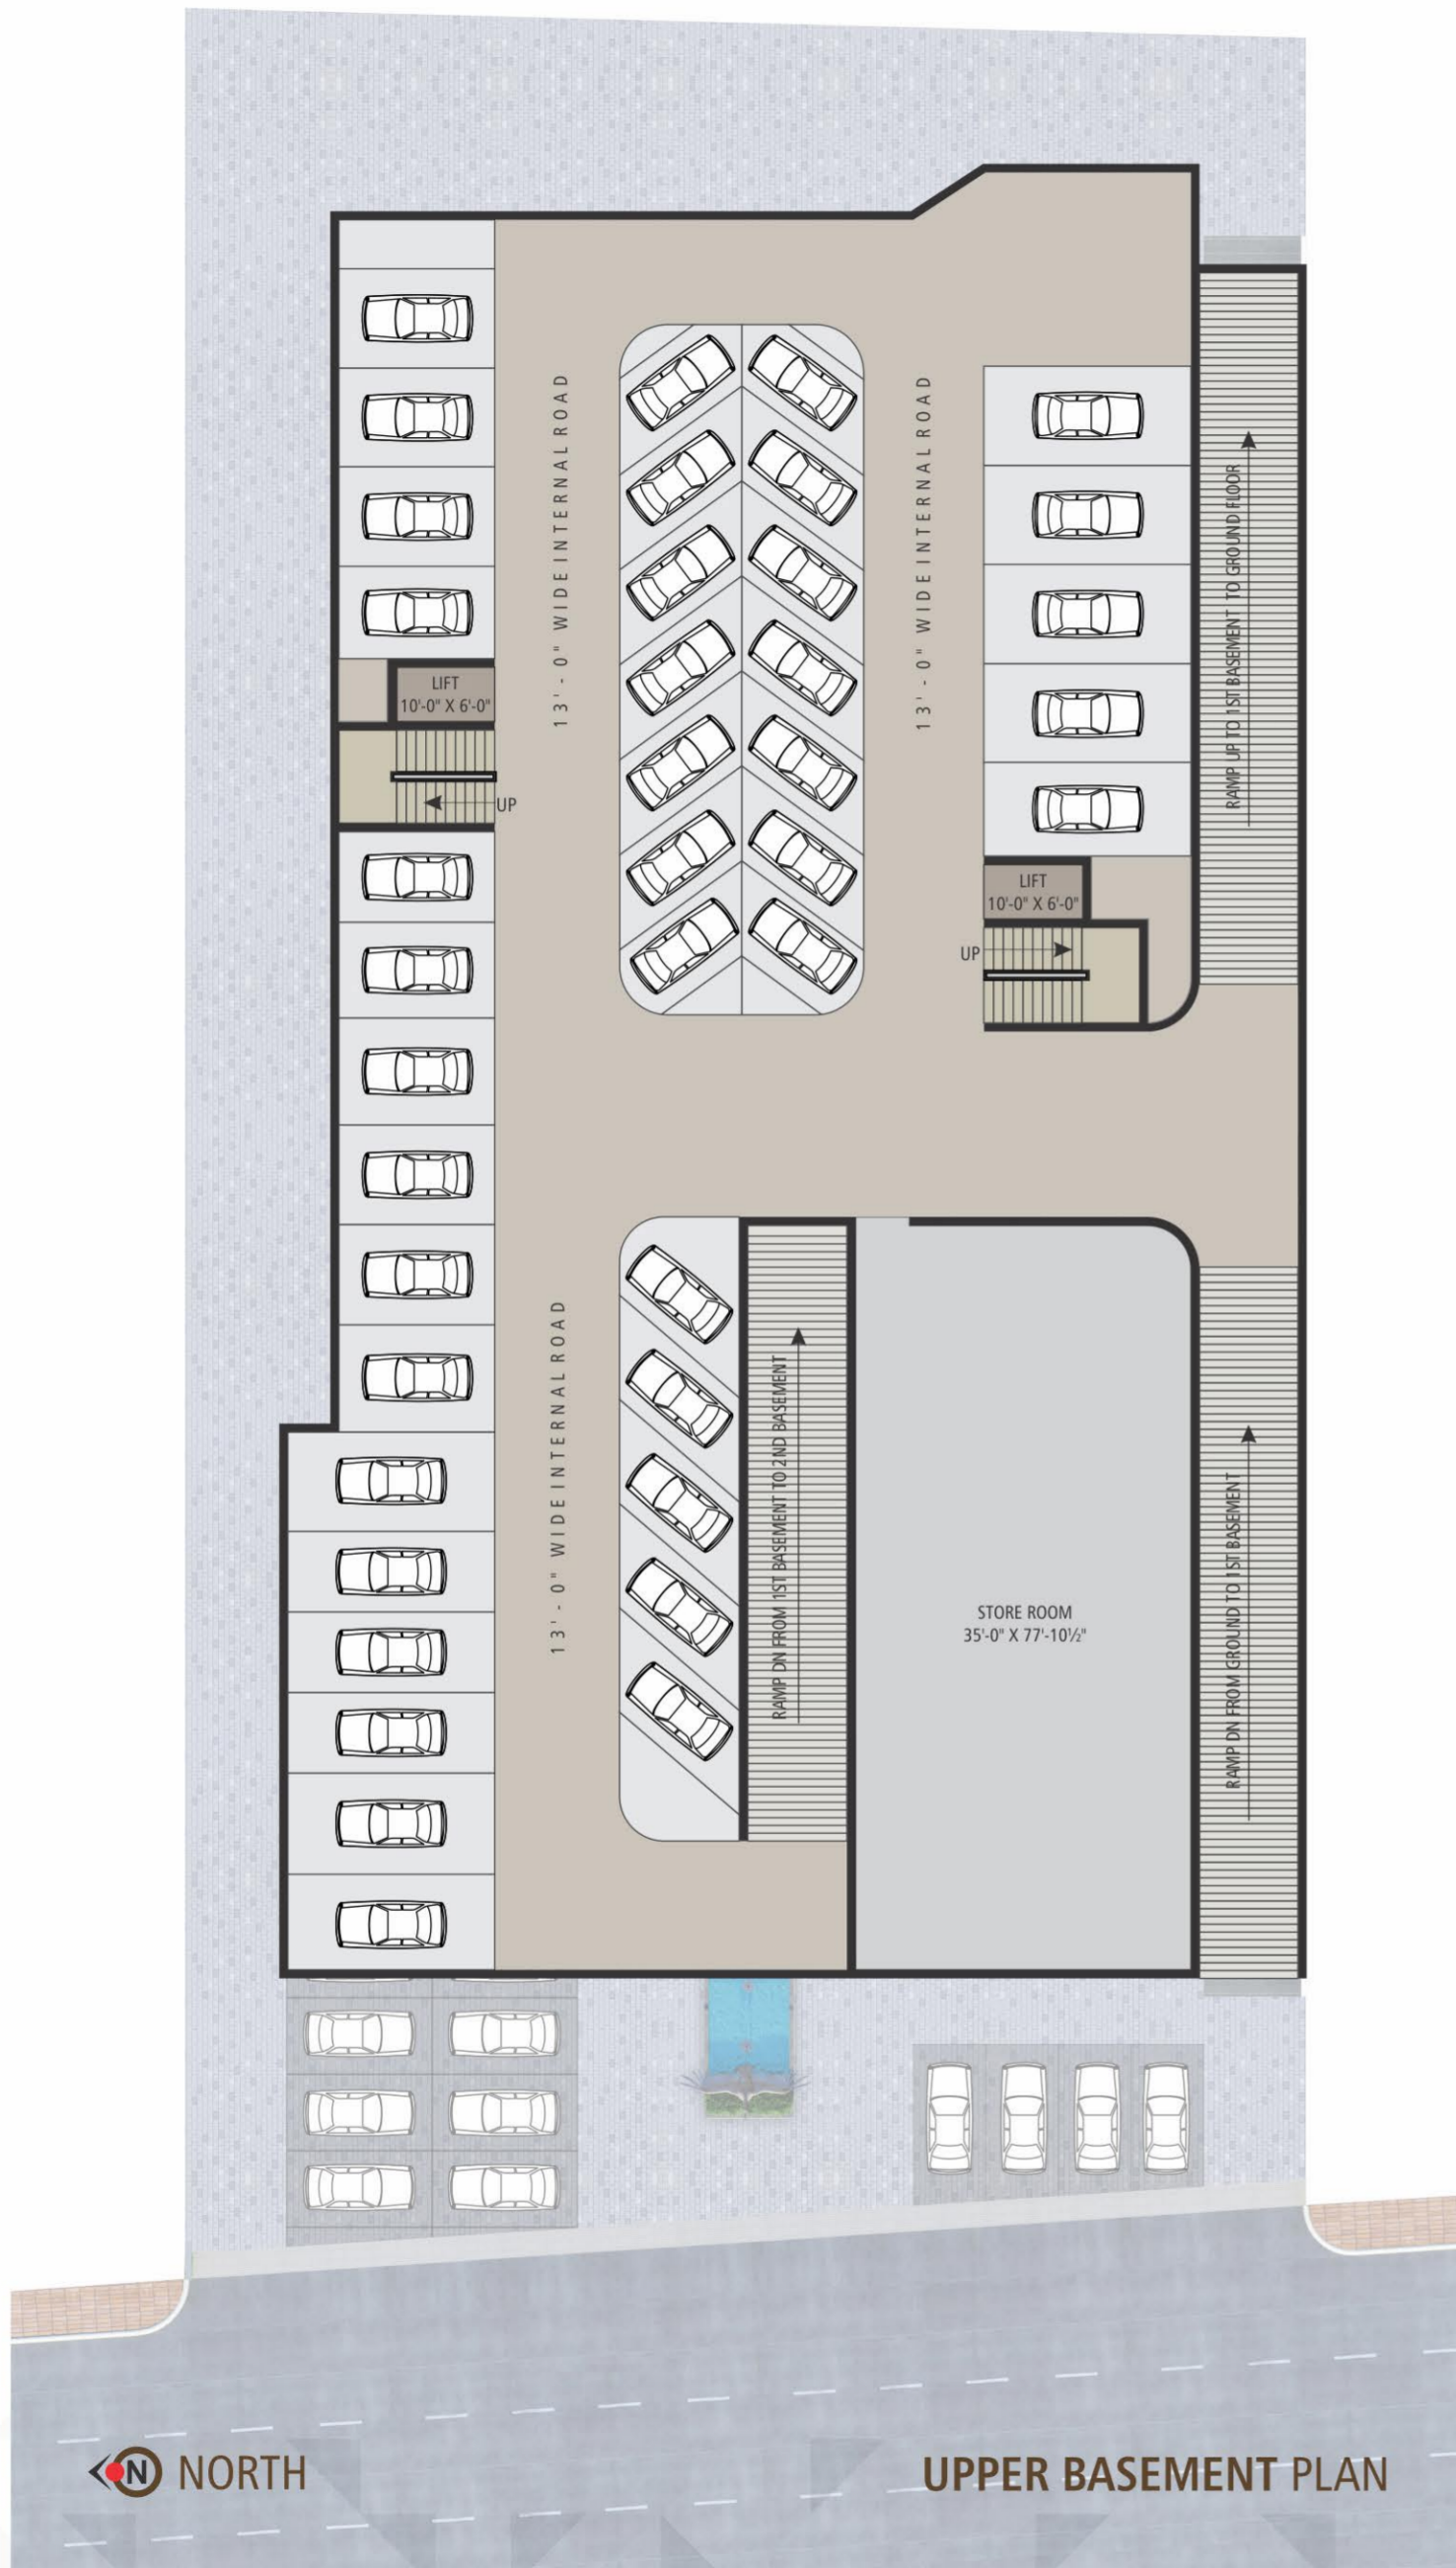 13'-0" WIDE INTERNAL ROAD
13'-0" WIDE INTERNAL ROAD
RAMP UP TO 1ST BASEMENT TO GROUND FLOOR
LIFT
10'-0" X 6'-0"
UP
LIFT
10'-0" X 6'-0"
UP
13'-0" WIDE INTERNAL ROAD
RAMP DN FROM 1ST BASEMENT TO 2ND BASEMENT
STORE ROOM
35'-0" X 77'-10½"
RAMP DN FROM GROUND TO 1ST BASEMENT
N NORTH
UPPER BASEMENT PLAN